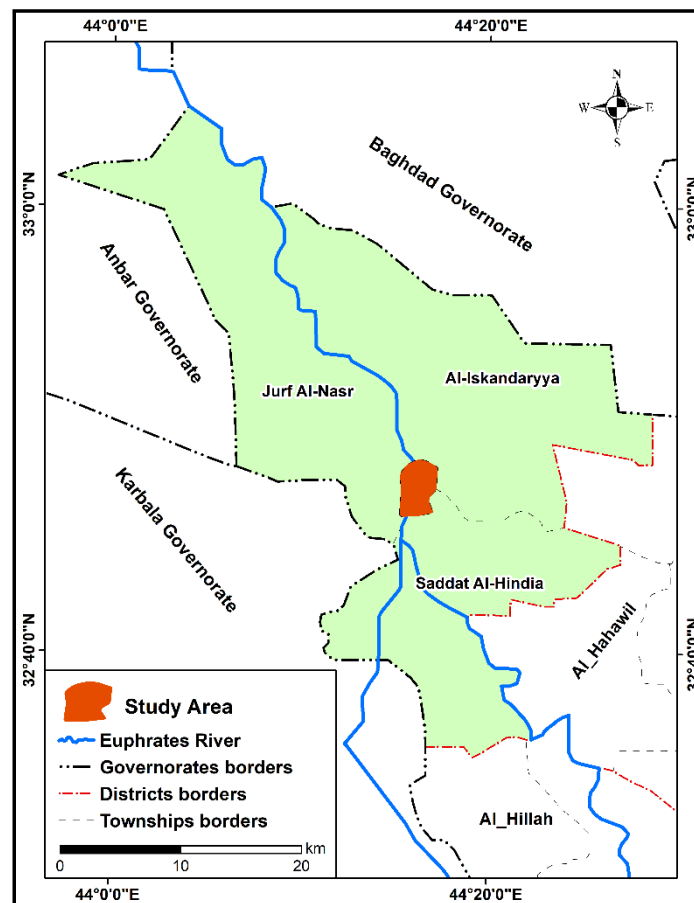 44°0'0"E
44°20'0"E
N
W
E
S
Baghdad Governorate
33°0'0"N
33°0'0"N
Anbar Governorate
Jurf Al-Nasr
Al-Iskandaryya
Karbala Governorate
Saddat Al-Hindia
Al_Hahawil
32°40'0"N
32°40'0"N
Study Area
Euphrates River
Governorates borders
Districts borders
Townships borders
Al_Hillah
km
0
10
20
44°0'0"E
44°20'0"E